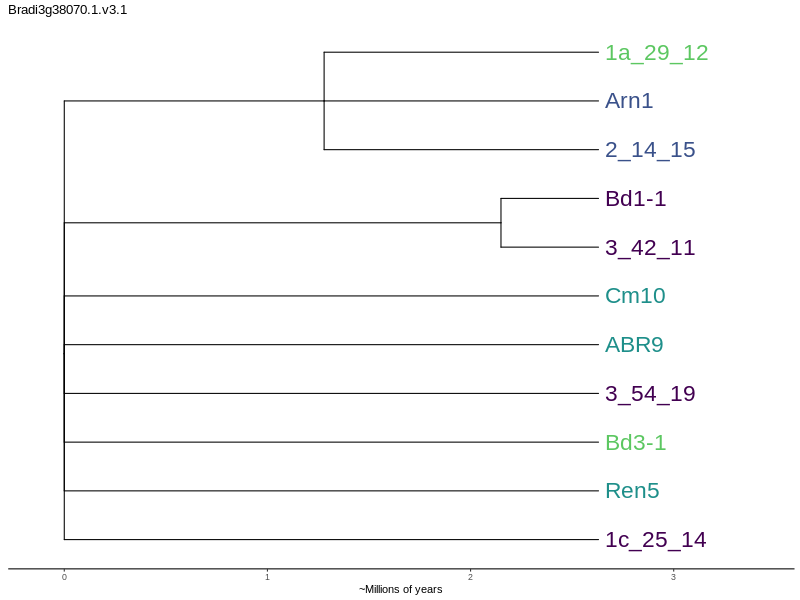 Bradi3g38070.1.v3.1
1a_29_12
Arn1
2_14_15
Bd1-1
3_42_11
Cm10
ABR9
3_54_19
Bd3-1
Ren5
1c_25_14
0 1 2 3
~Millions of years